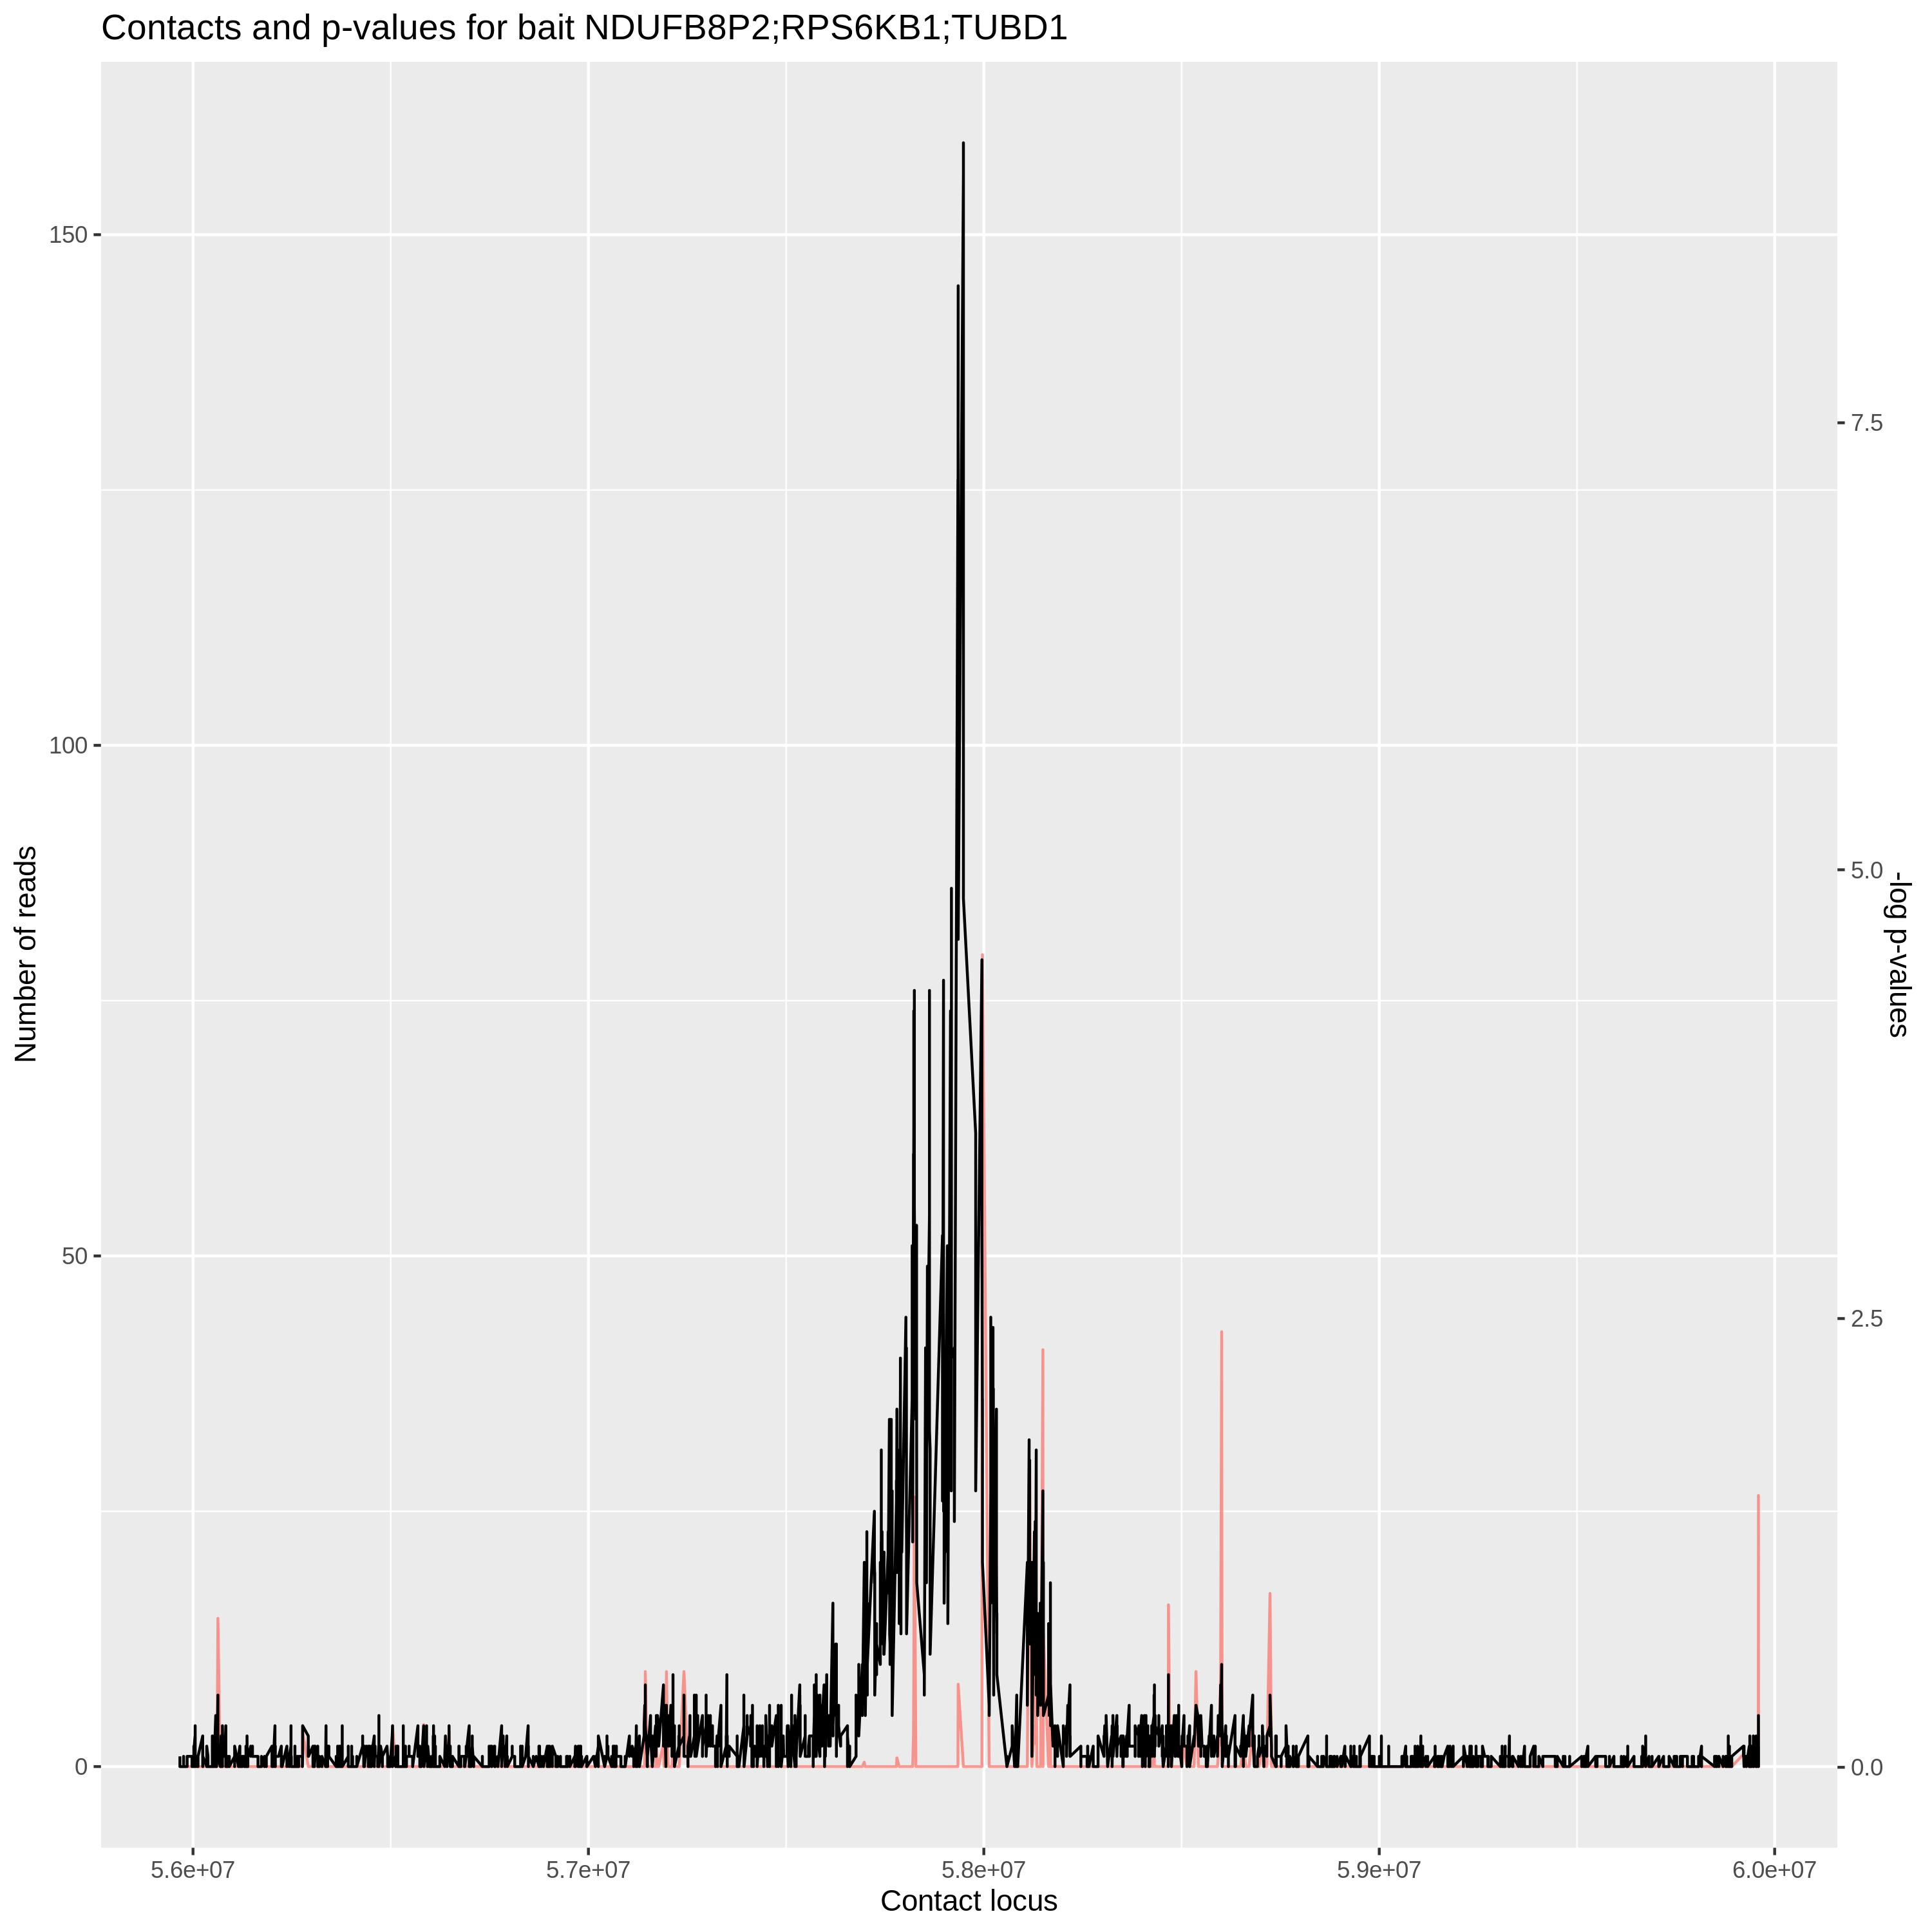 Contacts and p-values for bait NDUFB8P2;RPS6KB1;TUBD1
150
100
50
0
Number of reads
7.5
5.0
2.5
0.0
-log p-values
5.6e+07 5.7e+07 5.8e+07 5.9e+07 6.0e+07
Contact locus